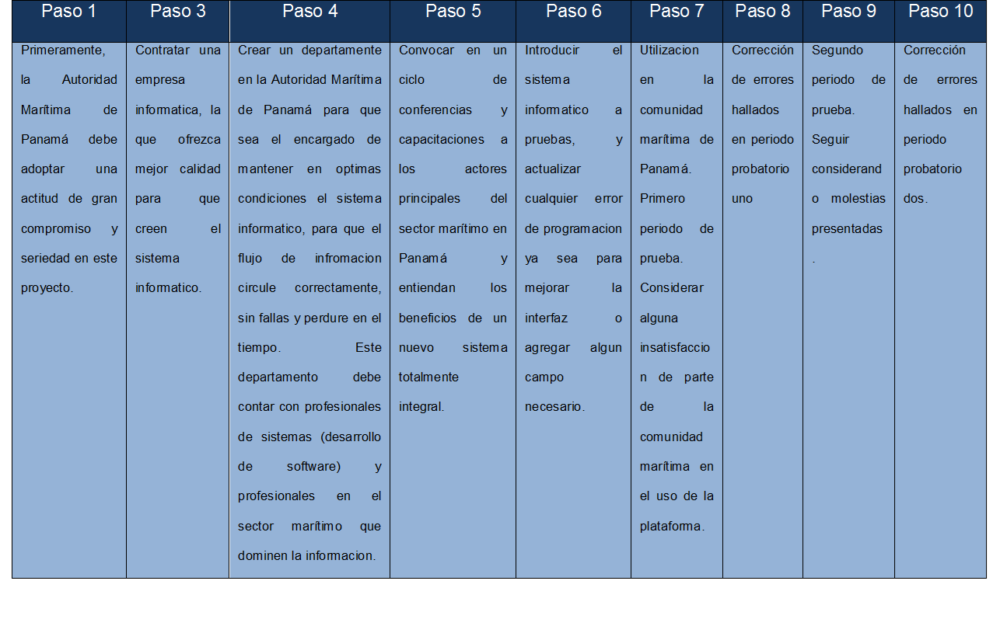 Paso 1
Paso 3
Paso 4
Paso 5
Paso 6
Paso 7
Paso 8
Paso 9
Paso 10
Primeramente,
la Autoridad
Marítima de
Panamá debe
adoptar una
actitud de gran
compromiso y
seriedad en este
proyecto.
Contratar una
empresa
informatica, la
que ofrezca
mejor calidad
para que
creen el
sistema
informatico.
Crear un departamente
en la Autoridad Marítima
de Panamá para que
sea el encargado de
mantener en optimas
condiciones el sistema
informatico, para que el
flujo de infromacion
circule correctamente,
sin fallas y perdure en el
tiempo. Este
departamento debe
contar con profesionales
de sistemas (desarrollo
de software) y
profesionales en el
sector marítimo que
dominen la informacion.
Convocar en un
ciclo de
conferencias y
capacitaciones a
los actores
principales del
sector marítimo en
Panamá y
entiendan los
beneficios de un
nuevo sistema
totalmente
integral.
Introducir el
sistema
informatico a
pruebas, y
actualizar
cualquier error
de programacion
ya sea para
mejorar la
interfaz o
agregar algun
campo
necesario.
Utilizacion
en la
comunidad
marítima de
Panamá.
Primero
periodo de
prueba.
Considerar
alguna
insatisfaccio
n de parte
de la
comunidad
marítima en
el uso de la
plataforma.
Corrección
de errores
hallados
en periodo
probatorio
uno
Segundo
periodo de
prueba.
Seguir
considerand
o molestias
presentadas
.
Corrección
de errores
hallados en
periodo
probatorio
dos.